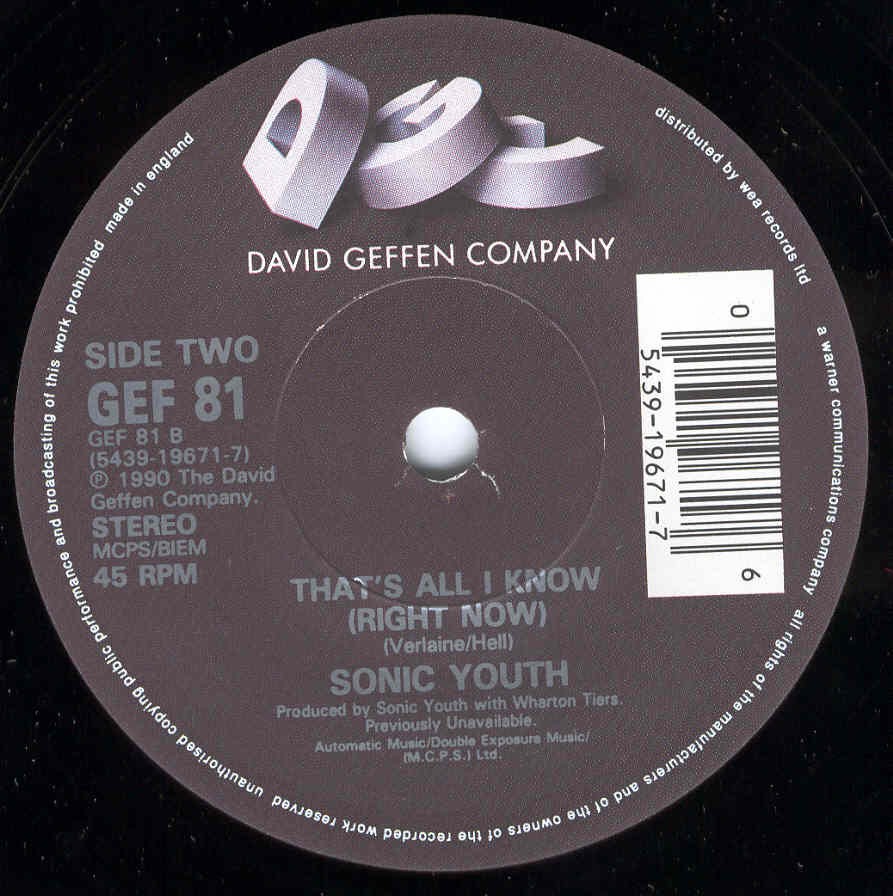 DGC
DAVID GEFFEN COMPANY
SIDE TWO
GEF 81
GEF 81 B
(5439-19671-7)
℗ 1990 The David
Geffen Company.
STEREO
MCPS/BIEM
45 RPM
THAT'S ALL I KNOW
(RIGHT NOW)
(Verlaine/Hell)
SONIC YOUTH
Produced by Sonic Youth with Wharton Tiers.
Previously Unavailable.
Automatic Music/Double Exposure Music/
(M.C.P.S.) Ltd.
0
5439-19671-7
6
distributed by wea records ltd a warner communications company all rights of the manufacturers and of the owners of the recorded work reserved unauthorised copying public performance and broadcasting of this work prohibited made in england